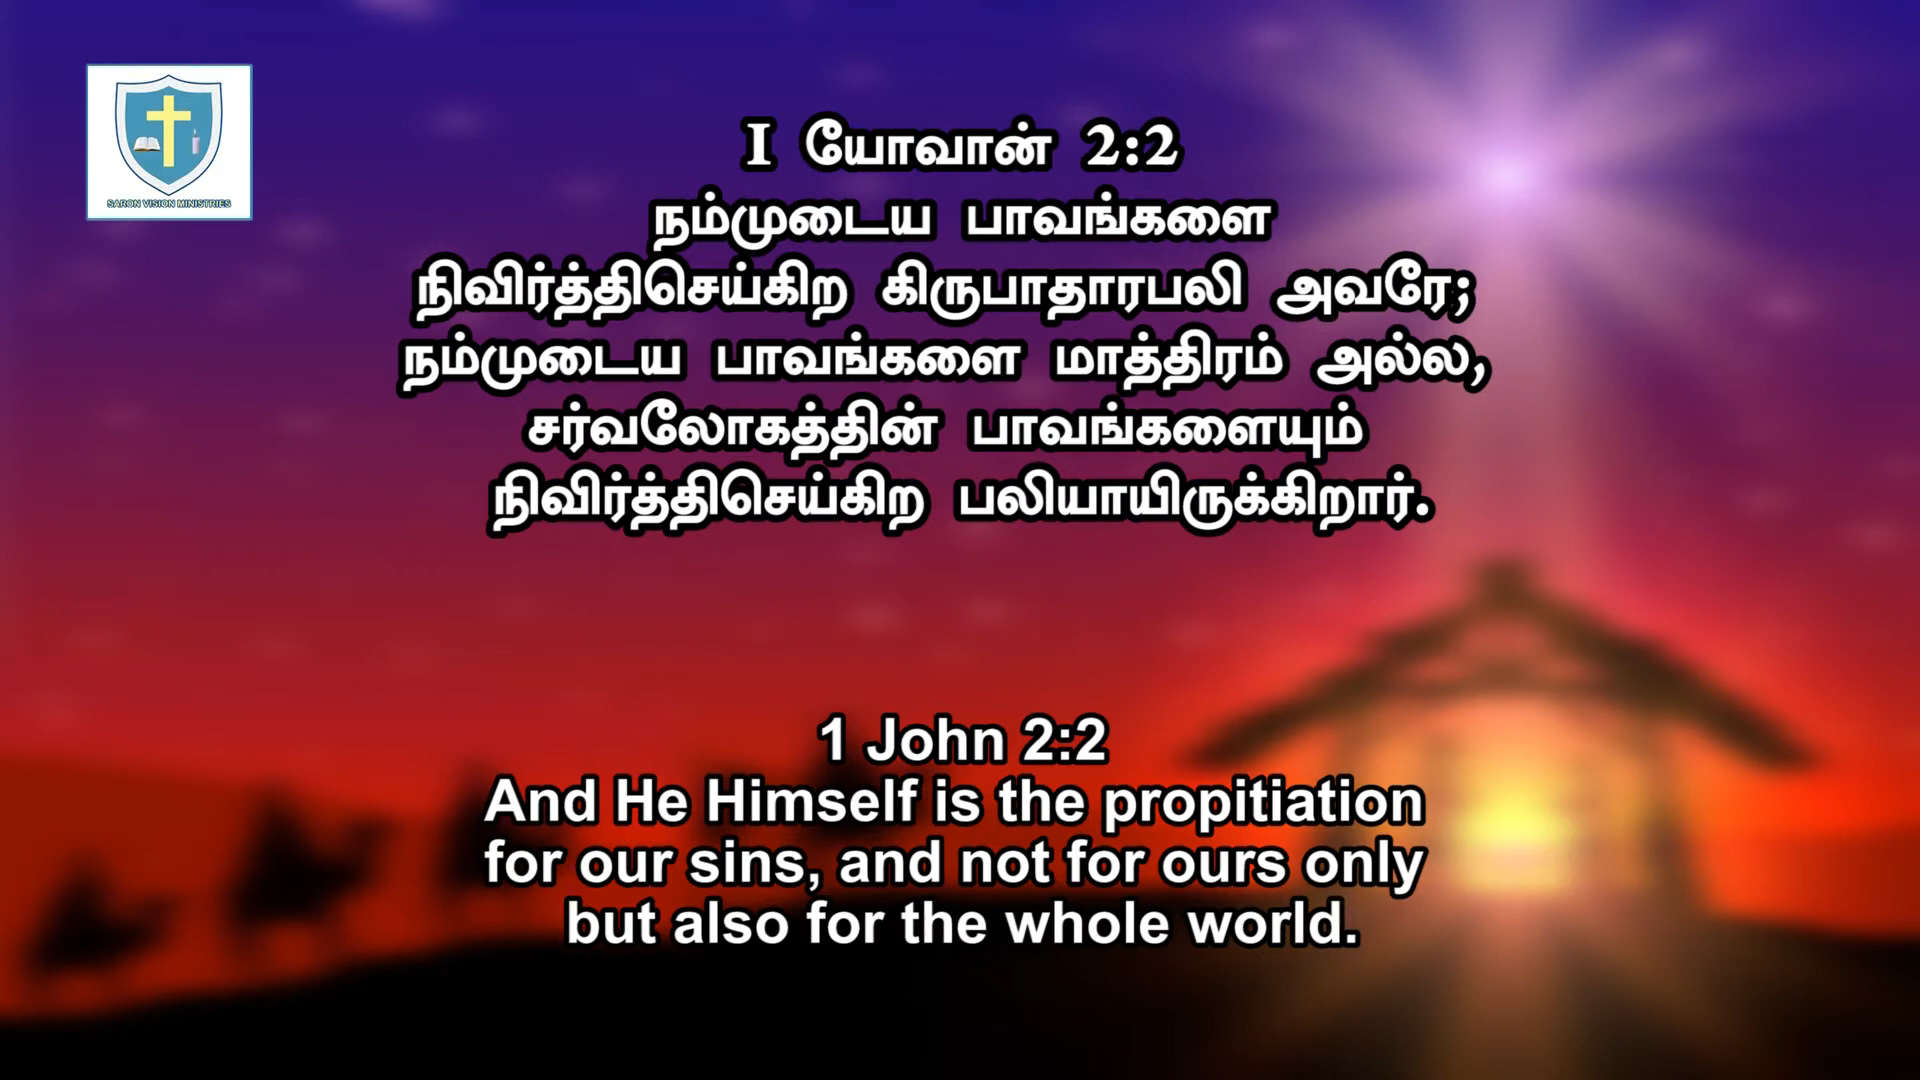 SARON VISION MINISTRIES
I யோவான் 2:2
நம்முடைய பாவங்களை
நிவிர்த்திசெய்கிற கிருபாதாரபலி அவரே;
நம்முடைய பாவங்களை மாத்திரம் அல்ல,
சர்வலோகத்தின் பாவங்களையும்
நிவிர்த்திசெய்கிற பலியாயிருக்கிறார்.
1 John 2:2
And He Himself is the propitiation
for our sins, and not for ours only
but also for the whole world.